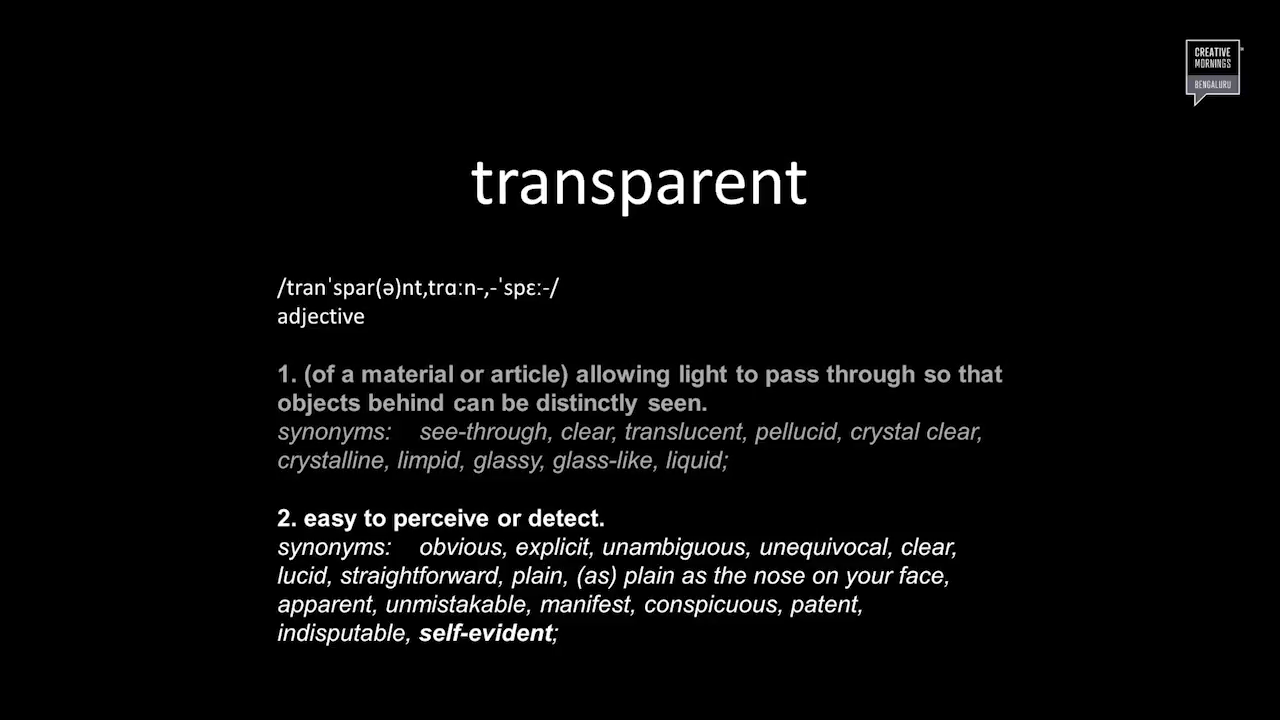 CREATIVE
MORNINGS
BENGALURU
transparent
/tranˈspar(ə)nt,trɑːn-,-ˈspɛː-/
adjective
1. (of a material or article) allowing light to pass through so that
objects behind can be distinctly seen.
synonyms: see-through, clear, translucent, pellucid, crystal clear,
crystalline, limpid, glassy, glass-like, liquid;
2. easy to perceive or detect.
synonyms: obvious, explicit, unambiguous, unequivocal, clear,
lucid, straightforward, plain, (as) plain as the nose on your face,
apparent, unmistakable, manifest, conspicuous, patent,
indisputable, self-evident;